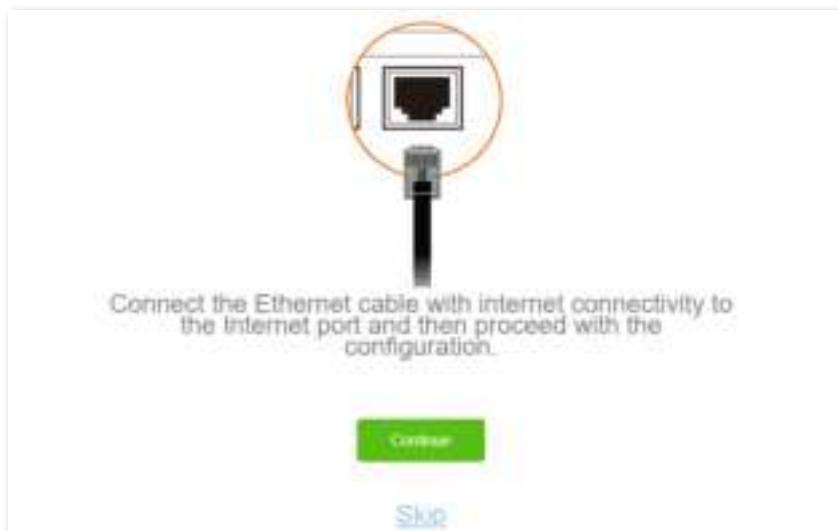 Connect the Ethernet cable with internet connectivity to
the Internet port and then proceed with the
configuration.
Continue
Skip